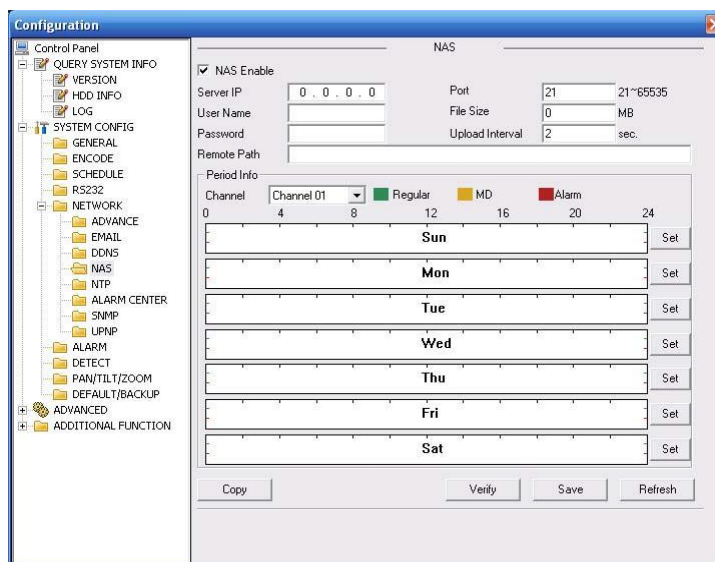 Configuration
Control Panel
QUERY SYSTEM INFO
VERSION
HDD INFO
LOG
SYSTEM CONFIG
GENERAL
ENCODE
SCHEDULE
RS232
NETWORK
ADVANCE
EMAIL
DDNS
NAS
NTP
ALARM CENTER
SNMP
UPNP
ALARM
DETECT
PAN/TILT/ZOOM
DEFAULT/BACKUP
ADVANCED
ADDITIONAL FUNCTION
NAS
NAS Enable
Server IP 0 . 0 . 0 . 0 Port 21 21~65535
User Name File Size 0 MB
Password Upload Interval 2 sec.
Remote Path
Period Info
Channel Channel 01 Regular MD Alarm
0 4 8 12 16 20 24
Sun Set
Mon Set
Tue Set
Wed Set
Thu Set
Fri Set
Sat Set
Copy Verify Save Refresh